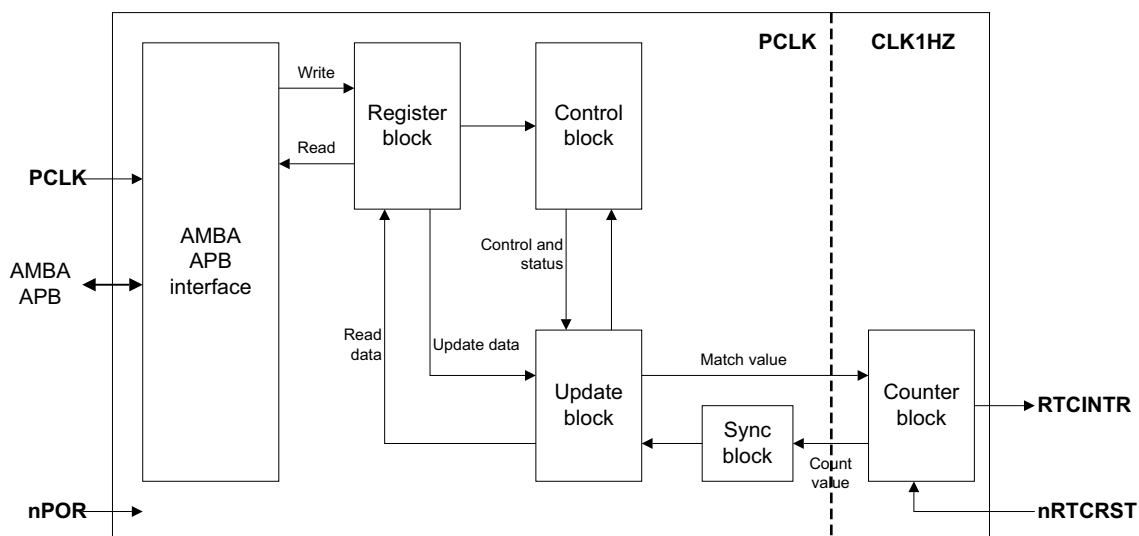 PCLK
CLK1HZ
Write
Register
block
Control
block
Read
PCLK
AMBA
APB
interface
Control and
status
AMBA
APB
Read
data
Update data
Match value
Update
block
Counter
block
RTCINTR
Sync
block
Count
value
nPOR
nRTCRST